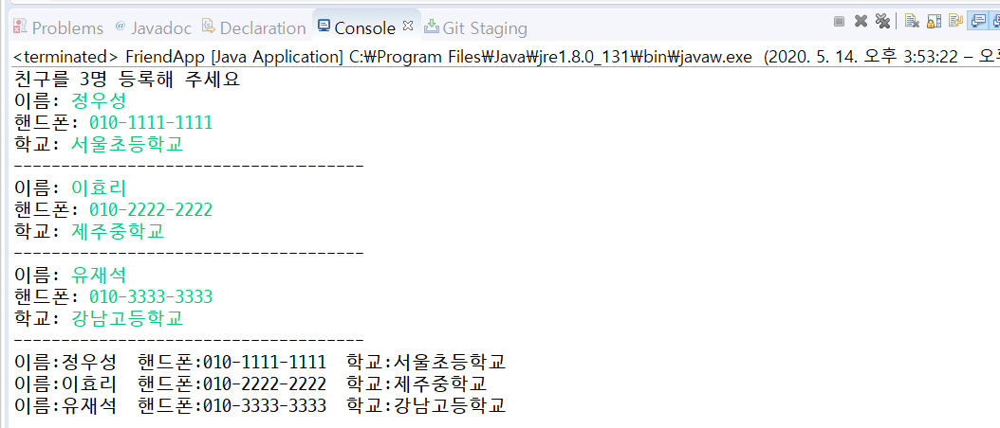 Problems @ Javadoc Declaration Console Git Staging
<terminated> FriendApp [Java Application] C:₩Program Files₩Java₩jre1.8.0_131₩bin₩javaw.exe (2020. 5. 14. 오후 3:53:22 – 오
친구를 3명 등록해 주세요
이름: 정우성
핸드폰: 010-1111-1111
학교: 서울초등학교
-------------------------------------
이름: 이효리
핸드폰: 010-2222-2222
학교: 제주중학교
-------------------------------------
이름: 유재석
핸드폰: 010-3333-3333
학교: 강남고등학교
-------------------------------------
이름:정우성 핸드폰:010-1111-1111 학교:서울초등학교
이름:이효리 핸드폰:010-2222-2222 학교:제주중학교
이름:유재석 핸드폰:010-3333-3333 학교:강남고등학교